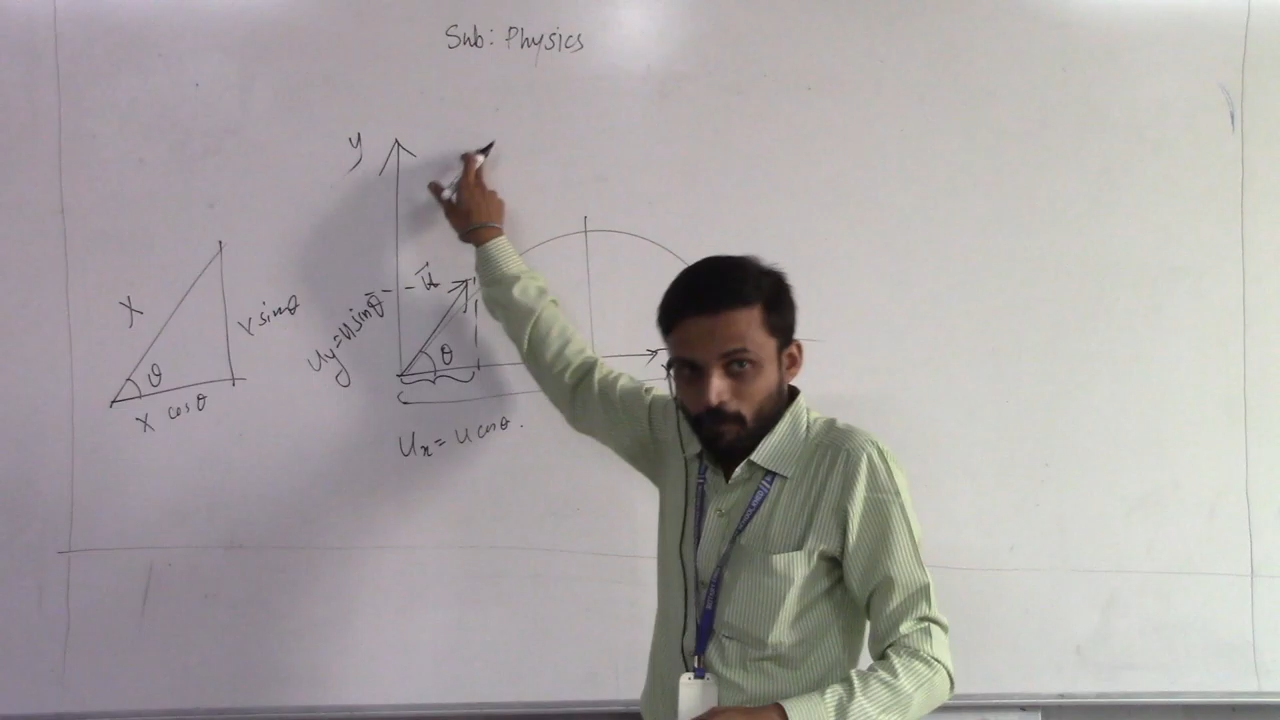 Sub: Physics
y
X
θ
X sinθ
X cosθ
u
Uy = u sinθ
θ
Ux = u cosθ.